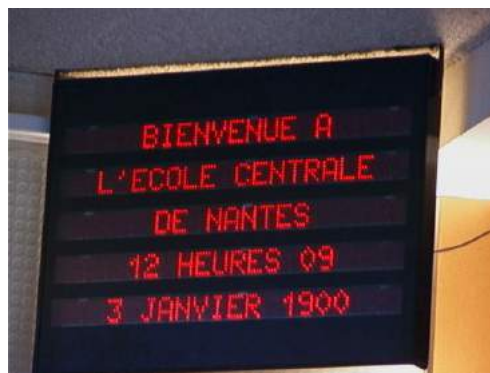 BIENVENUE A
L'ECOLE CENTRALE
DE NANTES
12 HEURES 09
3 JANVIER 1900